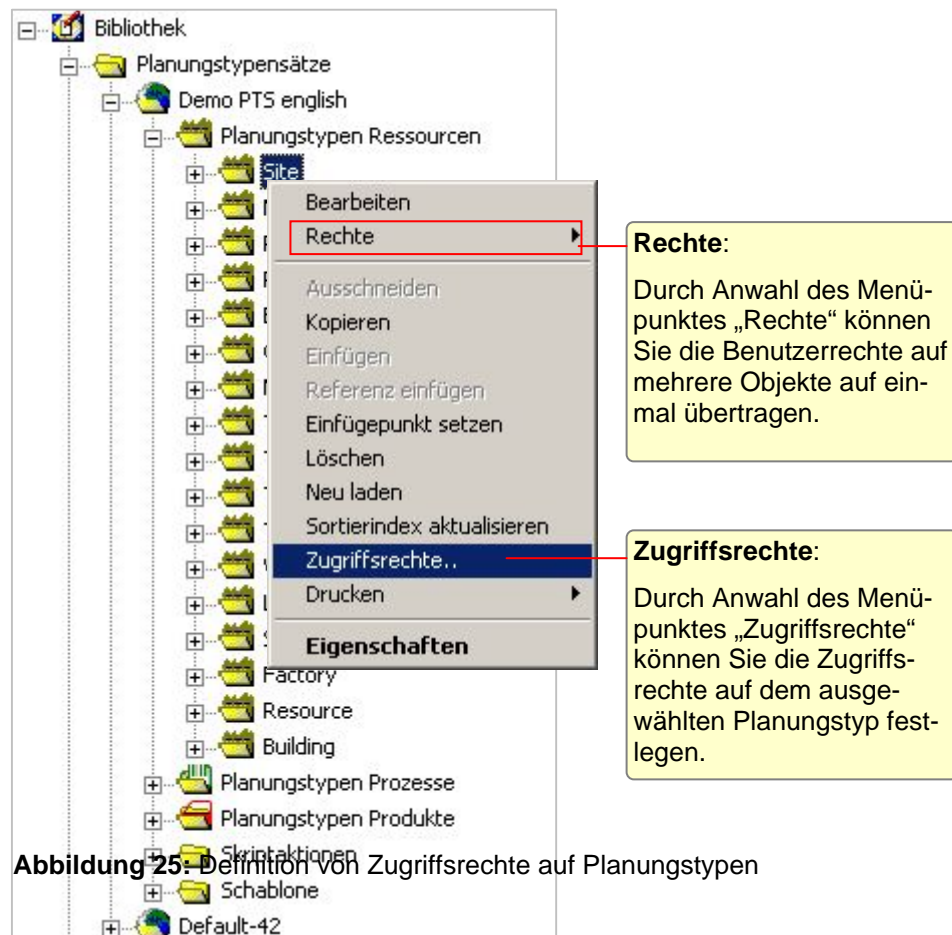 Bibliothek
Planungstypensätze
Demo PTS english
Planungstypen Ressourcen
Site
Bearbeiten
Rechte
Ausschneiden
Kopieren
Einfügen
Referenz einfügen
Einfügepunkt setzen
Löschen
Neu laden
Sortierindex aktualisieren
Zugriffsrechte..
Drucken
Eigenschaften
Factory
Resource
Building
Planungstypen Prozesse
Planungstypen Produkte
Skriptaktionen
Schablone
Default-42
Rechte:
Durch Anwahl des Menü-
punktes „Rechte“ können
Sie die Benutzerrechte auf
mehrere Objekte auf ein-
mal übertragen.
Zugriffsrechte:
Durch Anwahl des Menü-
punktes „Zugriffsrechte“
können Sie die Zugriffs-
rechte auf dem ausge-
wählten Planungstyp fest-
legen.
Abbildung 25: Definition von Zugriffsrechte auf Planungstypen